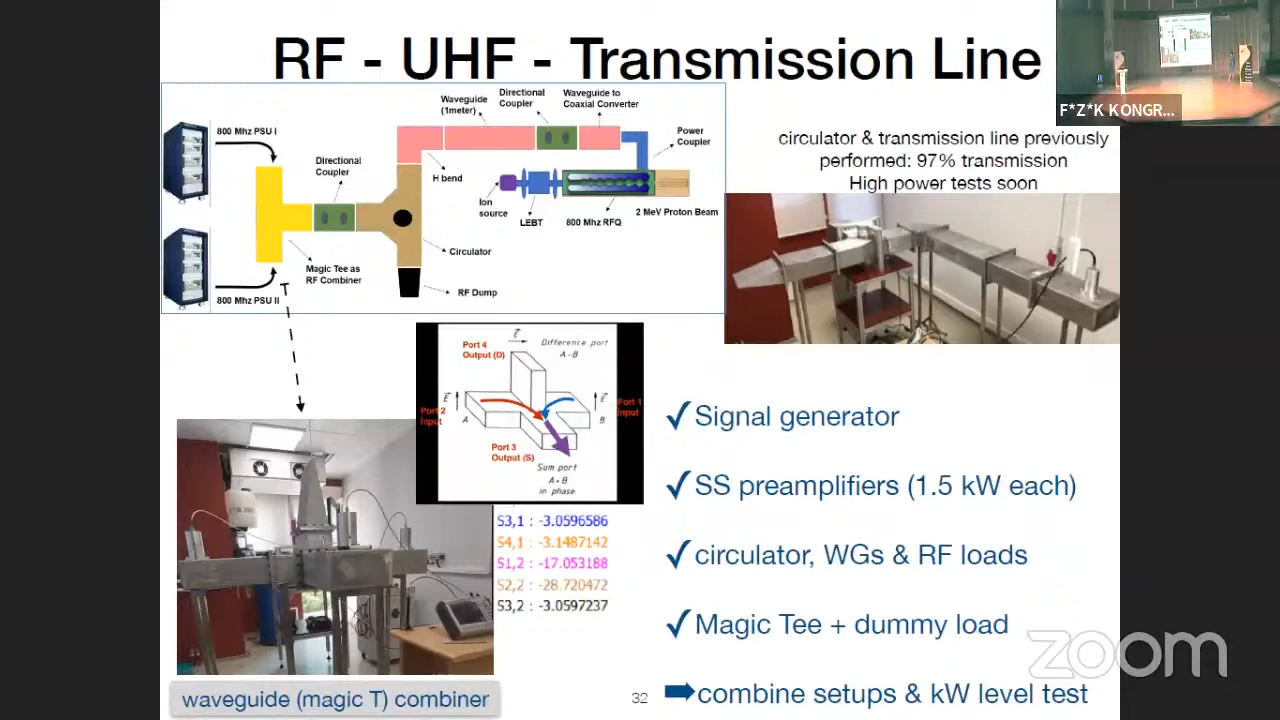 RF - UHF - Transmission Line
F*Z*K KONGR...
Waveguide
(1meter)
Directional
Coupler
Waveguide to
Coaxial Converter
800 Mhz PSU I
Power
Coupler
Directional
Coupler
H bend
Ion
source
LEBT
800 Mhz RFQ
2 MeV Proton Beam
Circulator
Magic Tee as
RF Combiner
RF Dump
800 Mhz PSU II
circulator & transmission line previously
performed: 97% transmission
High power tests soon
Port 4
Output (D)
E
Difference port
A-B
E
E
Port 2
Input
A
Port 1
Input
B
Port 3
Output (S)
Sum port
A+B
in phase
S3,1 : -3.0596586
S4,1 : -3.1487142
S1,2 : -17.053188
S2,2 : -28.720472
S3,2 : -3.0597237
✓Signal generator
✓SS preamplifiers (1.5 kW each)
✓circulator, WGs & RF loads
✓Magic Tee + dummy load
➡combine setups & kW level test
waveguide (magic T) combiner
32
zoom